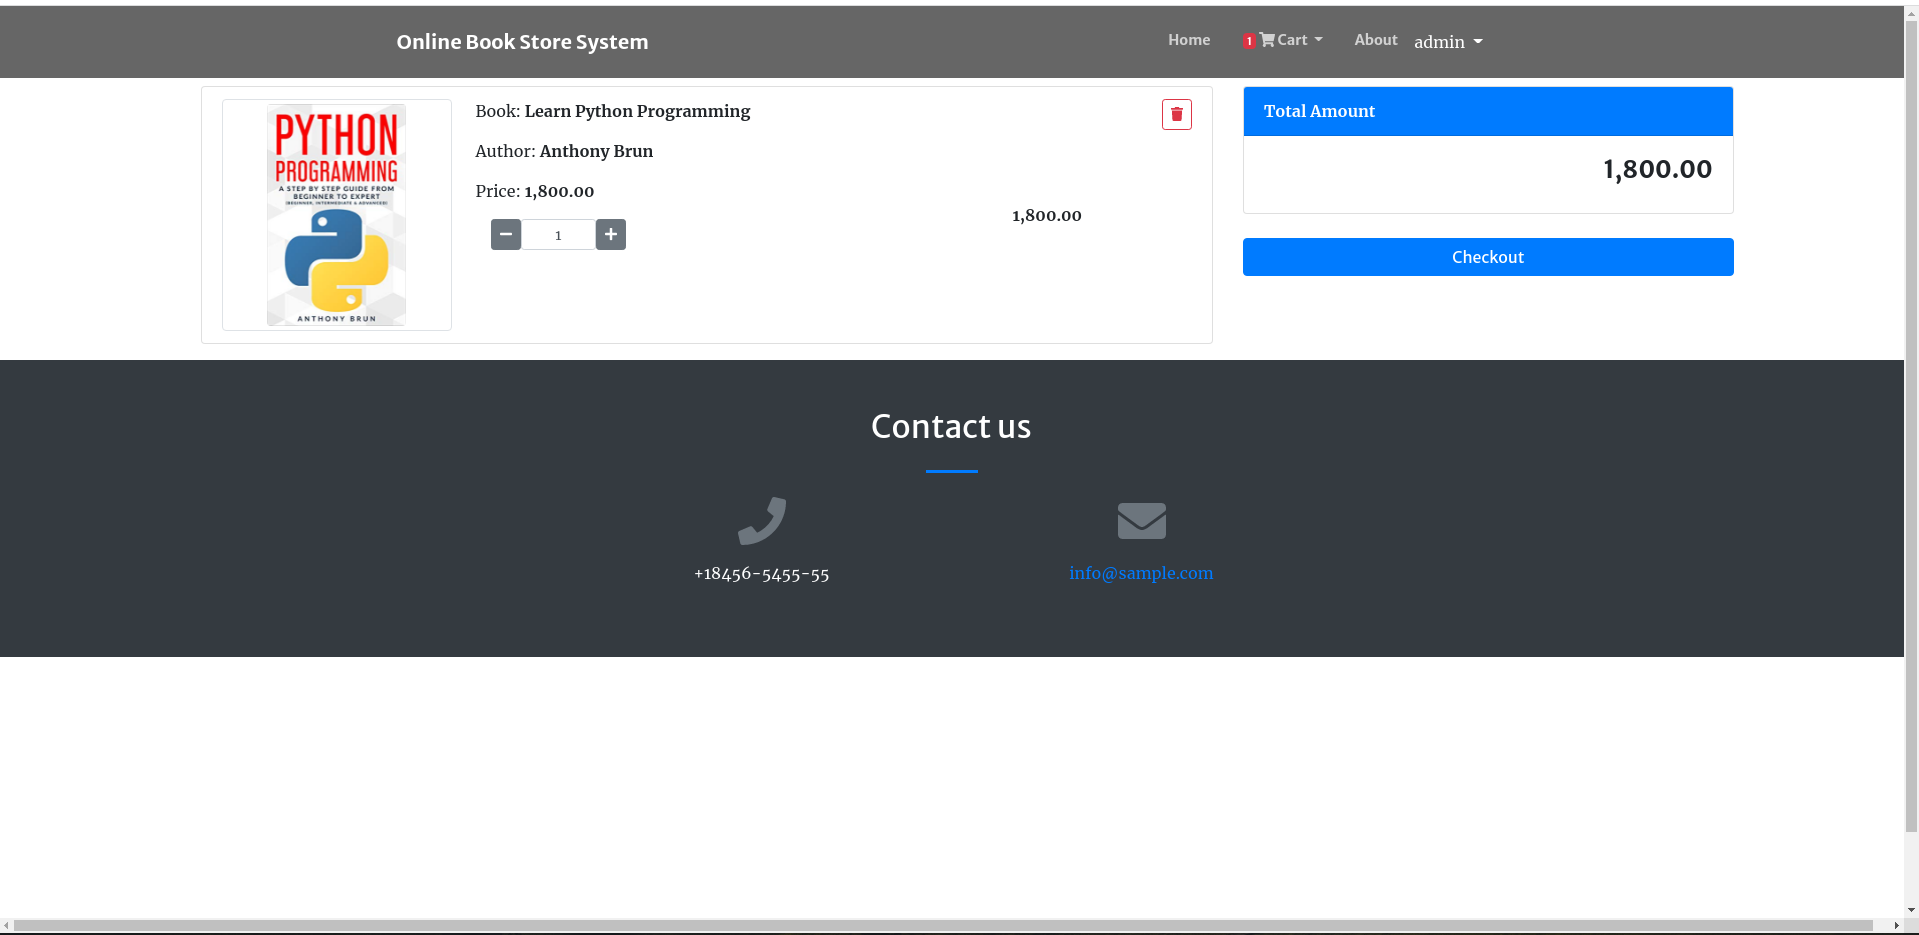 Online Book Store System
Home
1 Cart
About
admin
PYTHON
PROGRAMMING
A STEP BY STEP GUIDE FROM
BEGINNER TO EXPERT
(BEGINNER, INTERMEDIATE & ADVANCED)
ANTHONY BRUN
Book: Learn Python Programming
Author: Anthony Brun
Price: 1,800.00
1
1,800.00
Total Amount
1,800.00
Checkout
Contact us
+18456-5455-55
info@sample.com